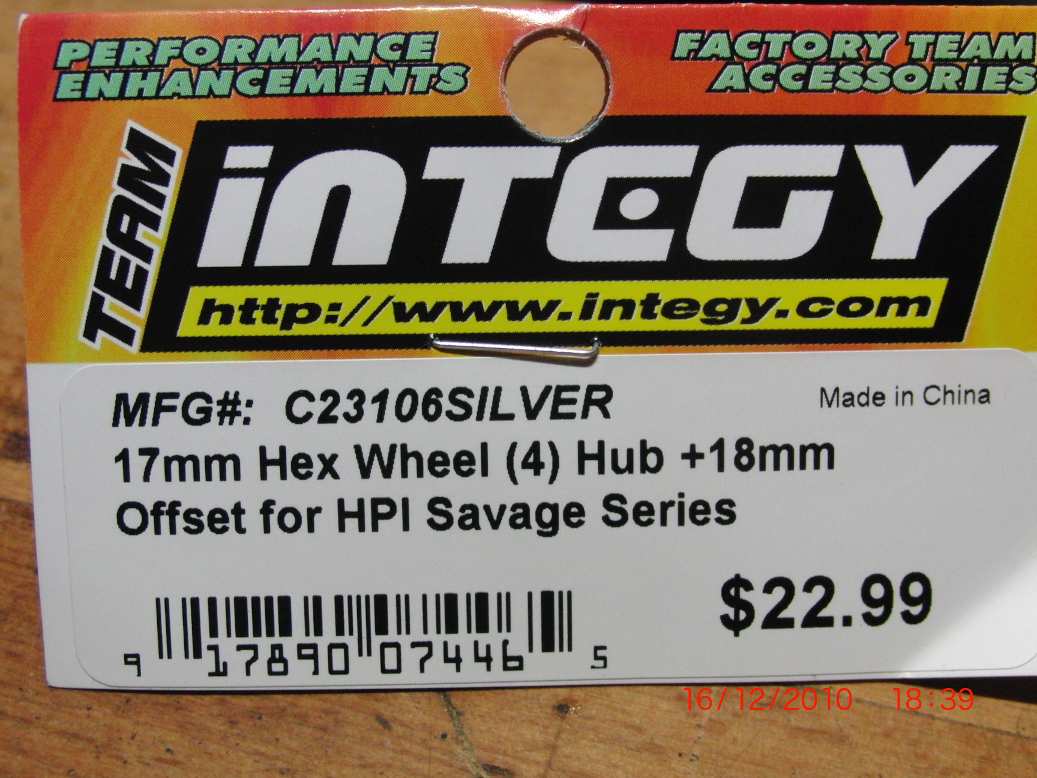 PERFORMANCE
ENHANCEMENTS
FACTORY TEAM
ACCESSORIES
TEAM
iNTEGY
http://www.integy.com
MFG#: C23106SILVER
Made in China
17mm Hex Wheel (4) Hub +18mm
Offset for HPI Savage Series
$22.99
9 17890 07446 5
16/12/2010 18:39